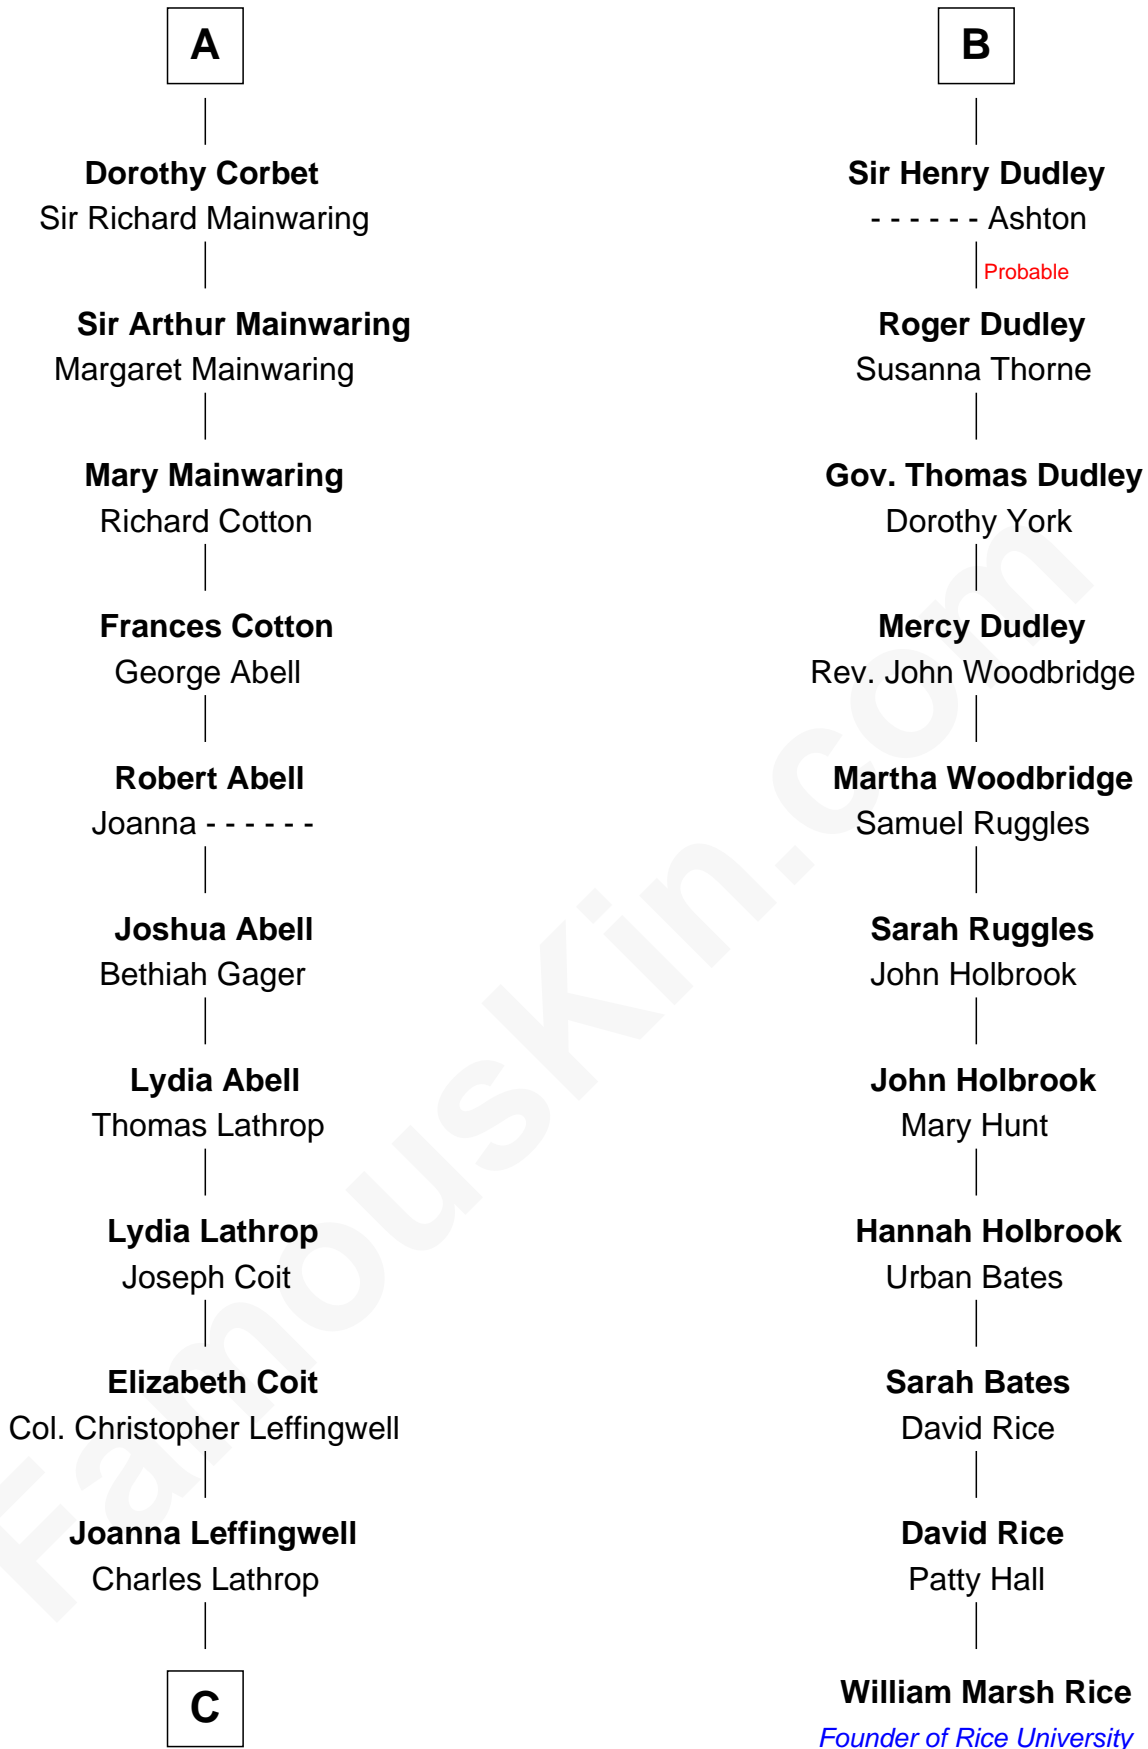 A
Dorothy Corbet
Sir Richard Mainwaring
Sir Arthur Mainwaring
Margaret Mainwaring
Mary Mainwaring
Richard Cotton
Frances Cotton
George Abell
Robert Abell
Joanna - - - - - -
Joshua Abell
Bethiah Gager
Lydia Abell
Thomas Lathrop
Lydia Lathrop
Joseph Coit
Elizabeth Coit
Col. Christopher Leffingwell
Joanna Leffingwell
Charles Lathrop
C
B
Sir Henry Dudley
- - - - - - Ashton
Probable
Roger Dudley
Susanna Thorne
Gov. Thomas Dudley
Dorothy York
Mercy Dudley
Rev. John Woodbridge
Martha Woodbridge
Samuel Ruggles
Sarah Ruggles
John Holbrook
John Holbrook
Mary Hunt
Hannah Holbrook
Urban Bates
Sarah Bates
David Rice
David Rice
Patty Hall
William Marsh Rice
Founder of Rice University
FamousKin.com